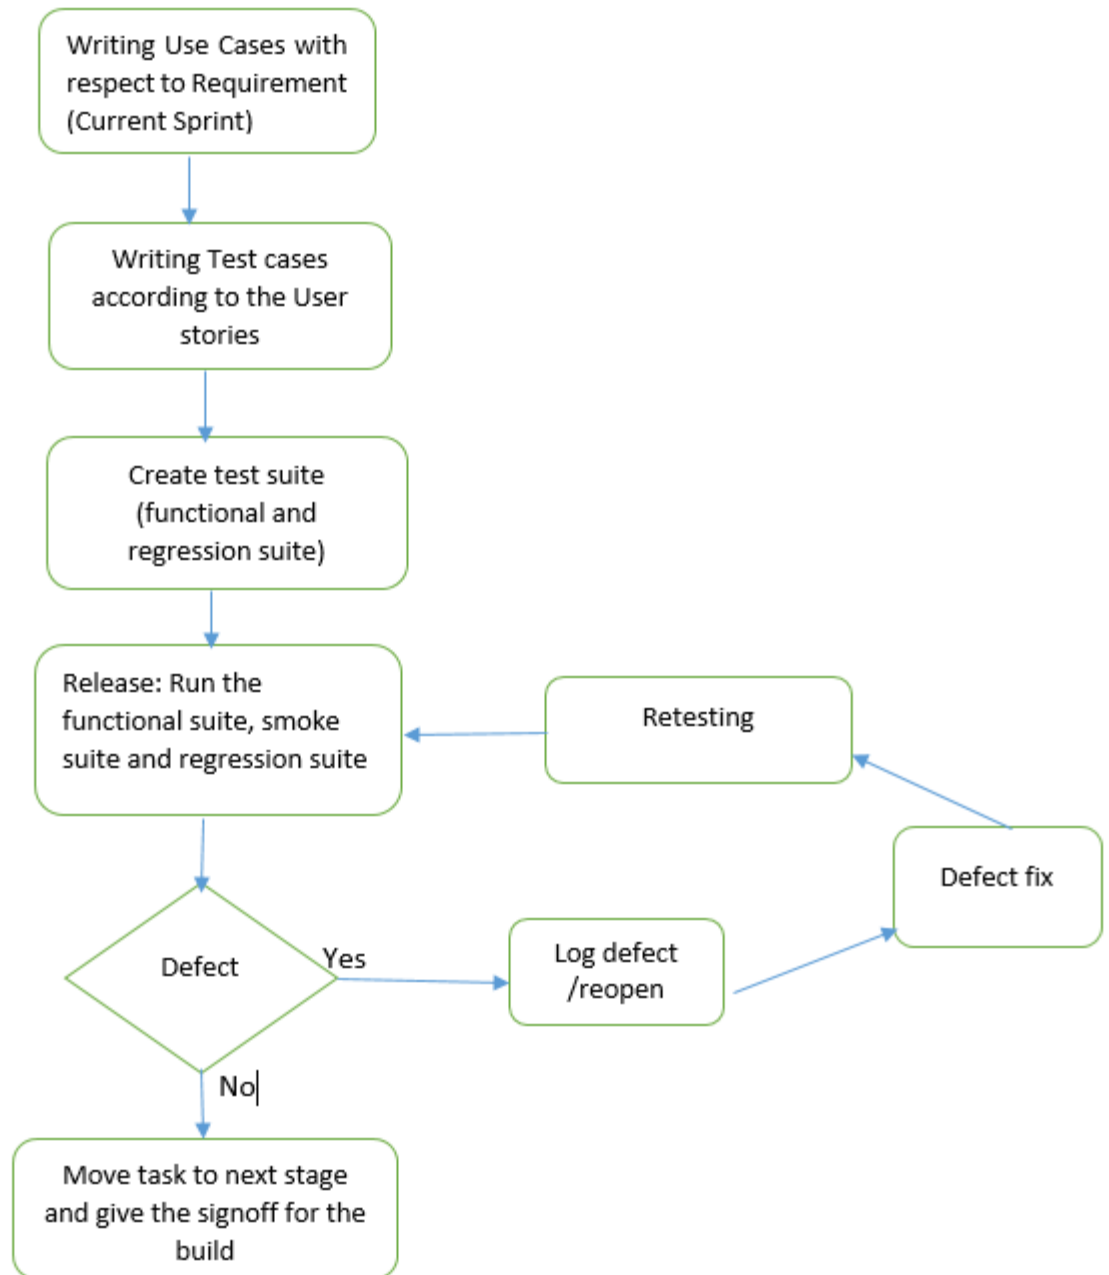 Writing Use Cases with
respect to Requirement
(Current Sprint)
Writing Test cases
according to the User
stories
Create test suite
(functional and
regression suite)
Release: Run the
functional suite, smoke
suite and regression suite
Retesting
Defect fix
Defect
Yes
Log defect
/reopen
No
Move task to next stage
and give the signoff for the
build